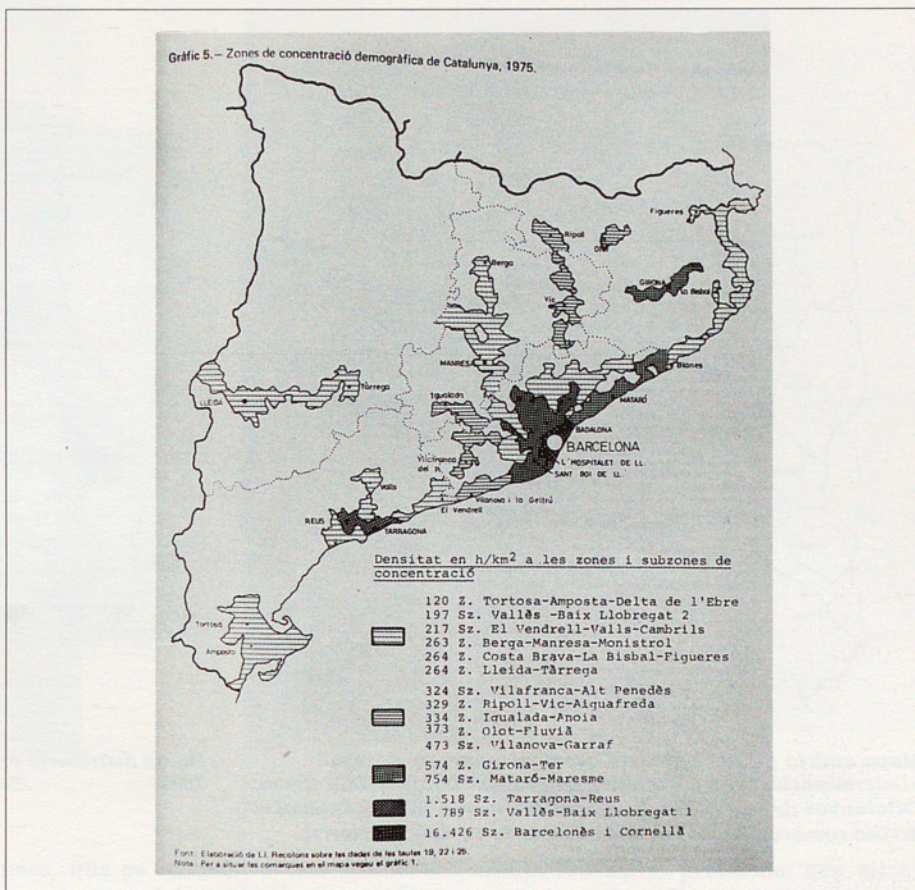 Gràfic 5.— Zones de concentració demogràfica de Catalunya, 1975.
Figueres
Ripoll
Olot
Berga
GIRONA
La Bisbal
Vic
MANRESA
Blanes
Tàrrega
LLEIDA
Igualada
MATARÓ
BADALONA
BARCELONA
L'HOSPITALET DE LL.
SANT BOI DE LL.
Vilafranca
del P.
Valls
Vilanova i la Geltrú
El Vendrell
REUS
TARRAGONA
Tortosa
Amposta
Densitat en h/km² a les zones i subzones de
concentració
120 Z. Tortosa-Amposta-Delta de l'Ebre
197 Sz. Vallès -Baix Llobregat 2
217 Sz. El Vendrell-Valls-Cambrils
263 Z. Berga-Manresa-Monistrol
264 Z. Costa Brava-La Bisbal-Figueres
264 Z. Lleida-Tàrrega
324 Sz. Vilafranca-Alt Penedès
329 Z. Ripoll-Vic-Aiguafreda
334 Z. Igualada-Anoia
373 Z. Olot-Fluvià
473 Sz. Vilanova-Garraf
574 Z. Girona-Ter
754 Sz. Mataró-Maresme
1.518 Sz. Tarragona-Reus
1.789 Sz. Vallès-Baix Llobregat 1
16.426 Sz. Barcelonès i Cornellà
Font: Elaboració de Ll. Recolons sobre les dades de les taules 19, 22 i 25.
Nota: Per a situar les comarques en el mapa vegeu el gràfic 1.